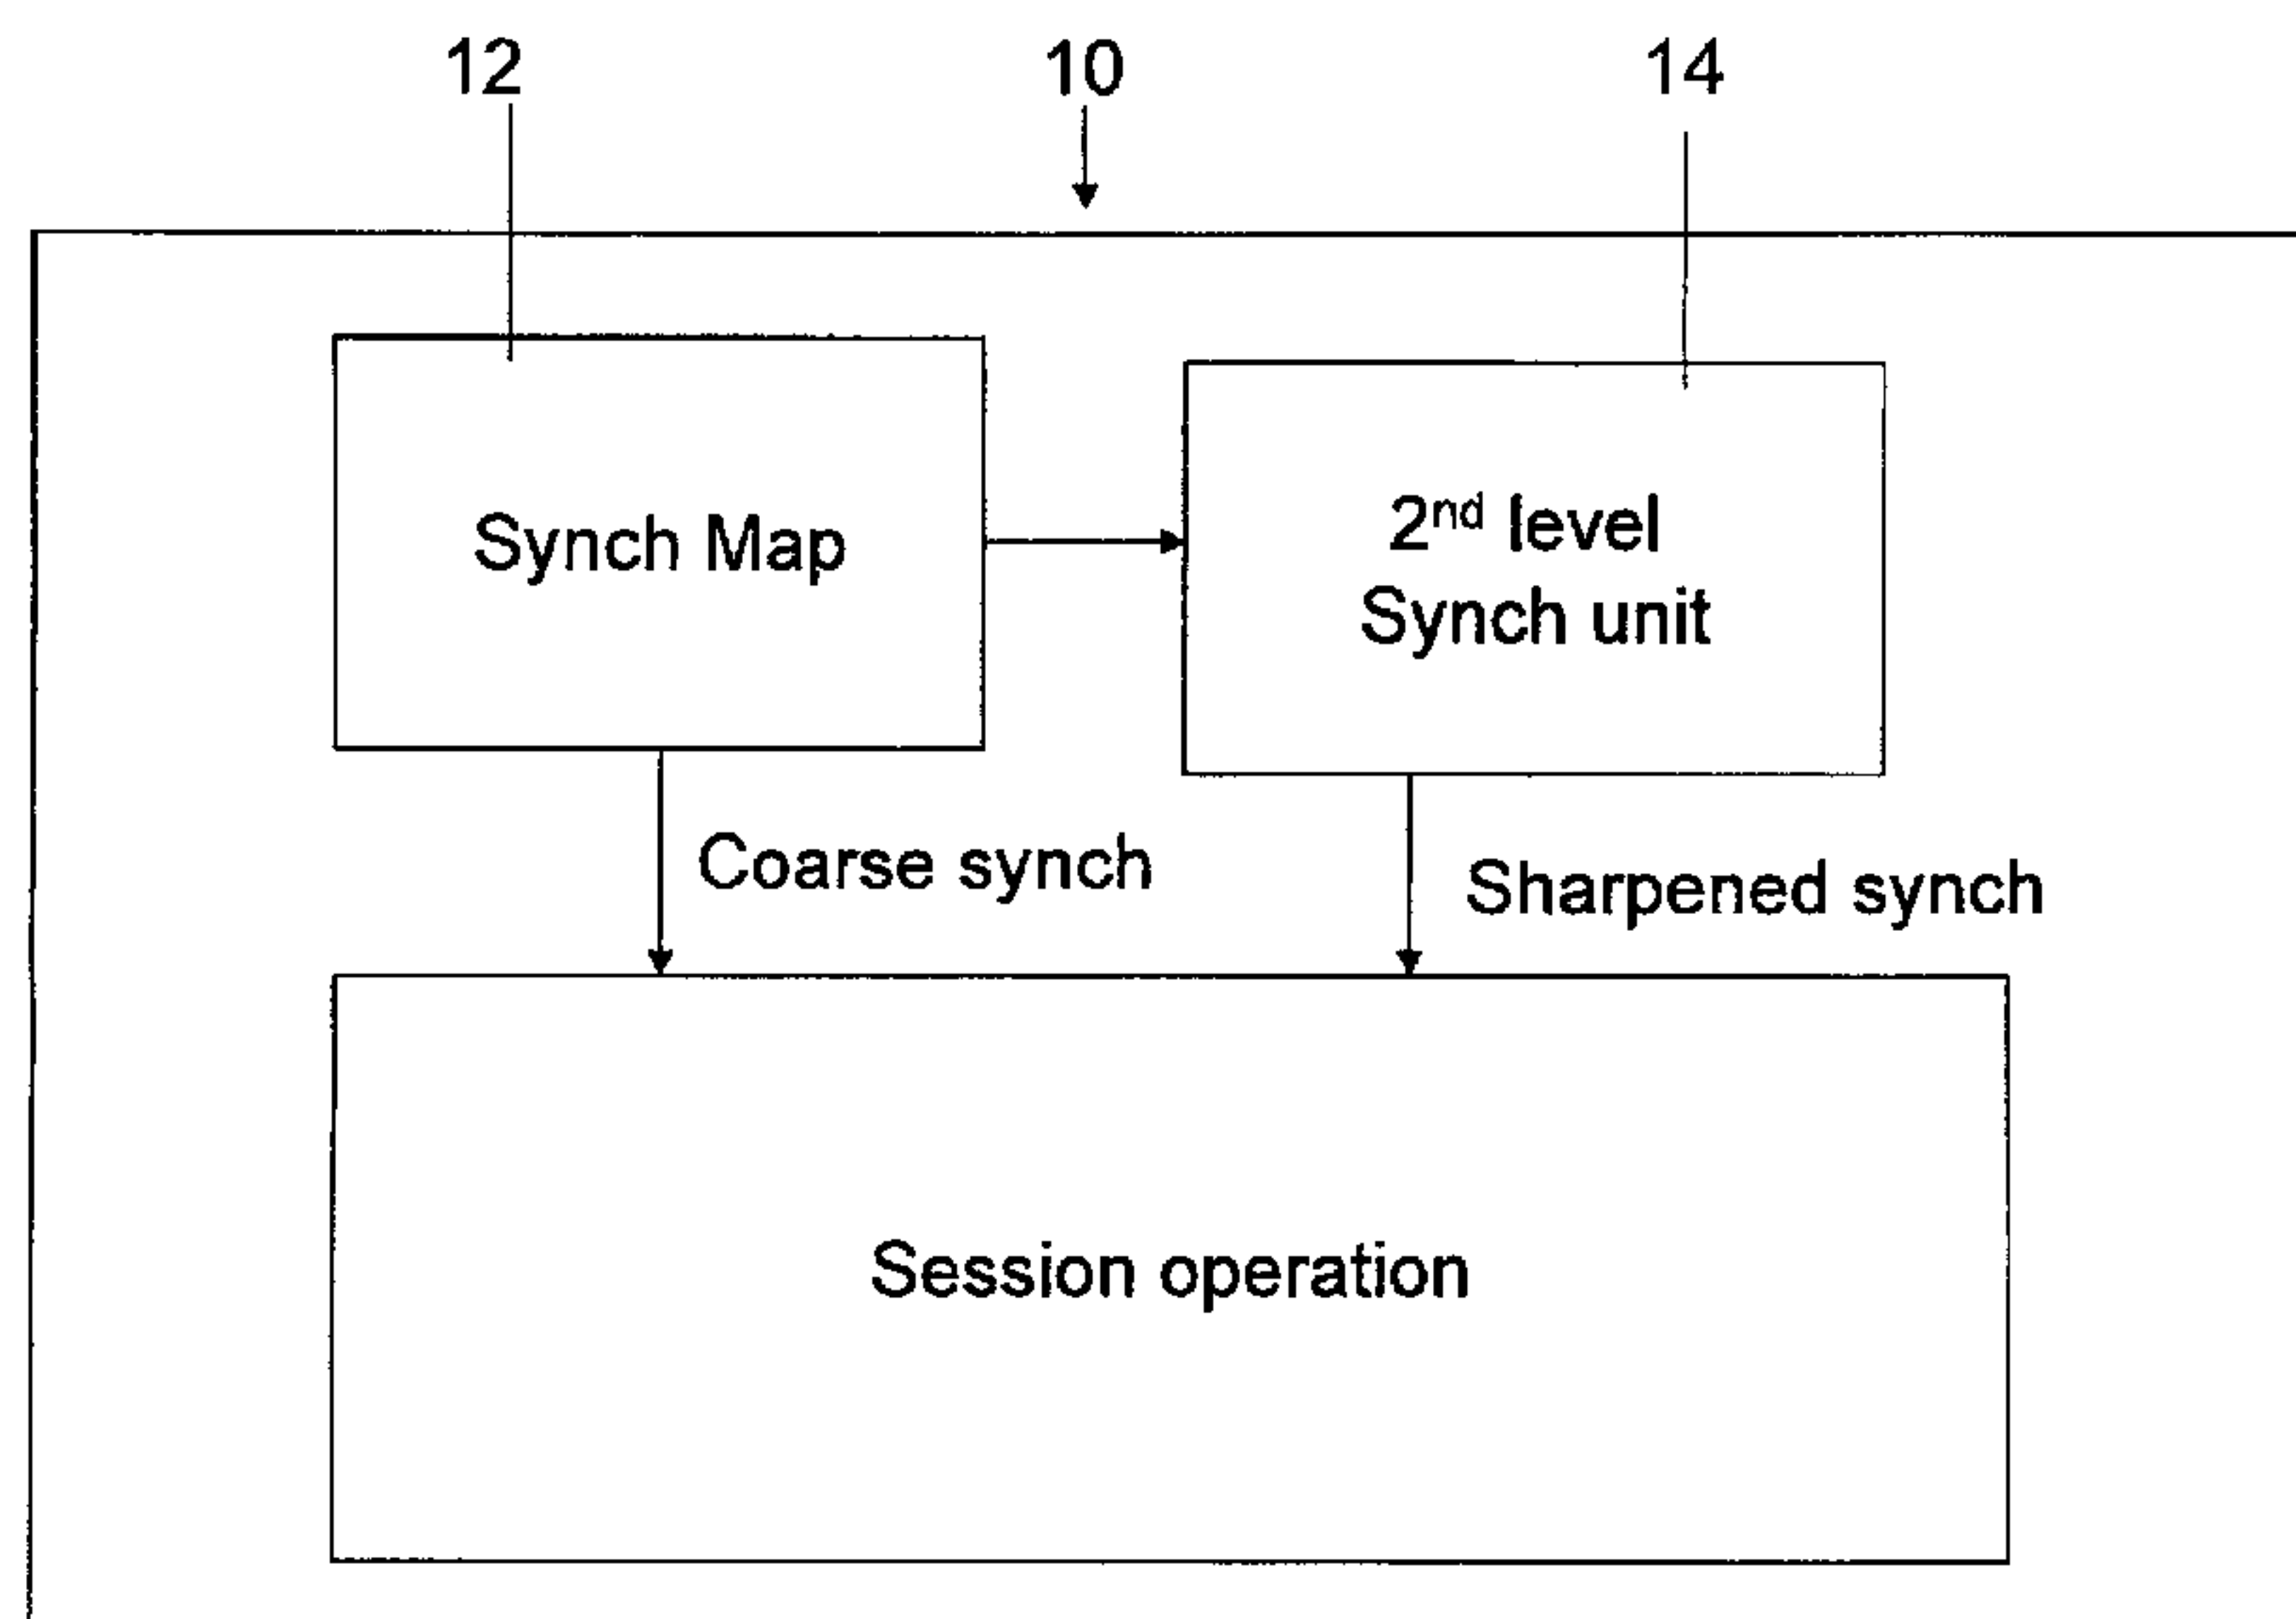 12
10
14
Synch Map
2nd level
Synch unit
Coarse synch
Sharpened synch
Session operation